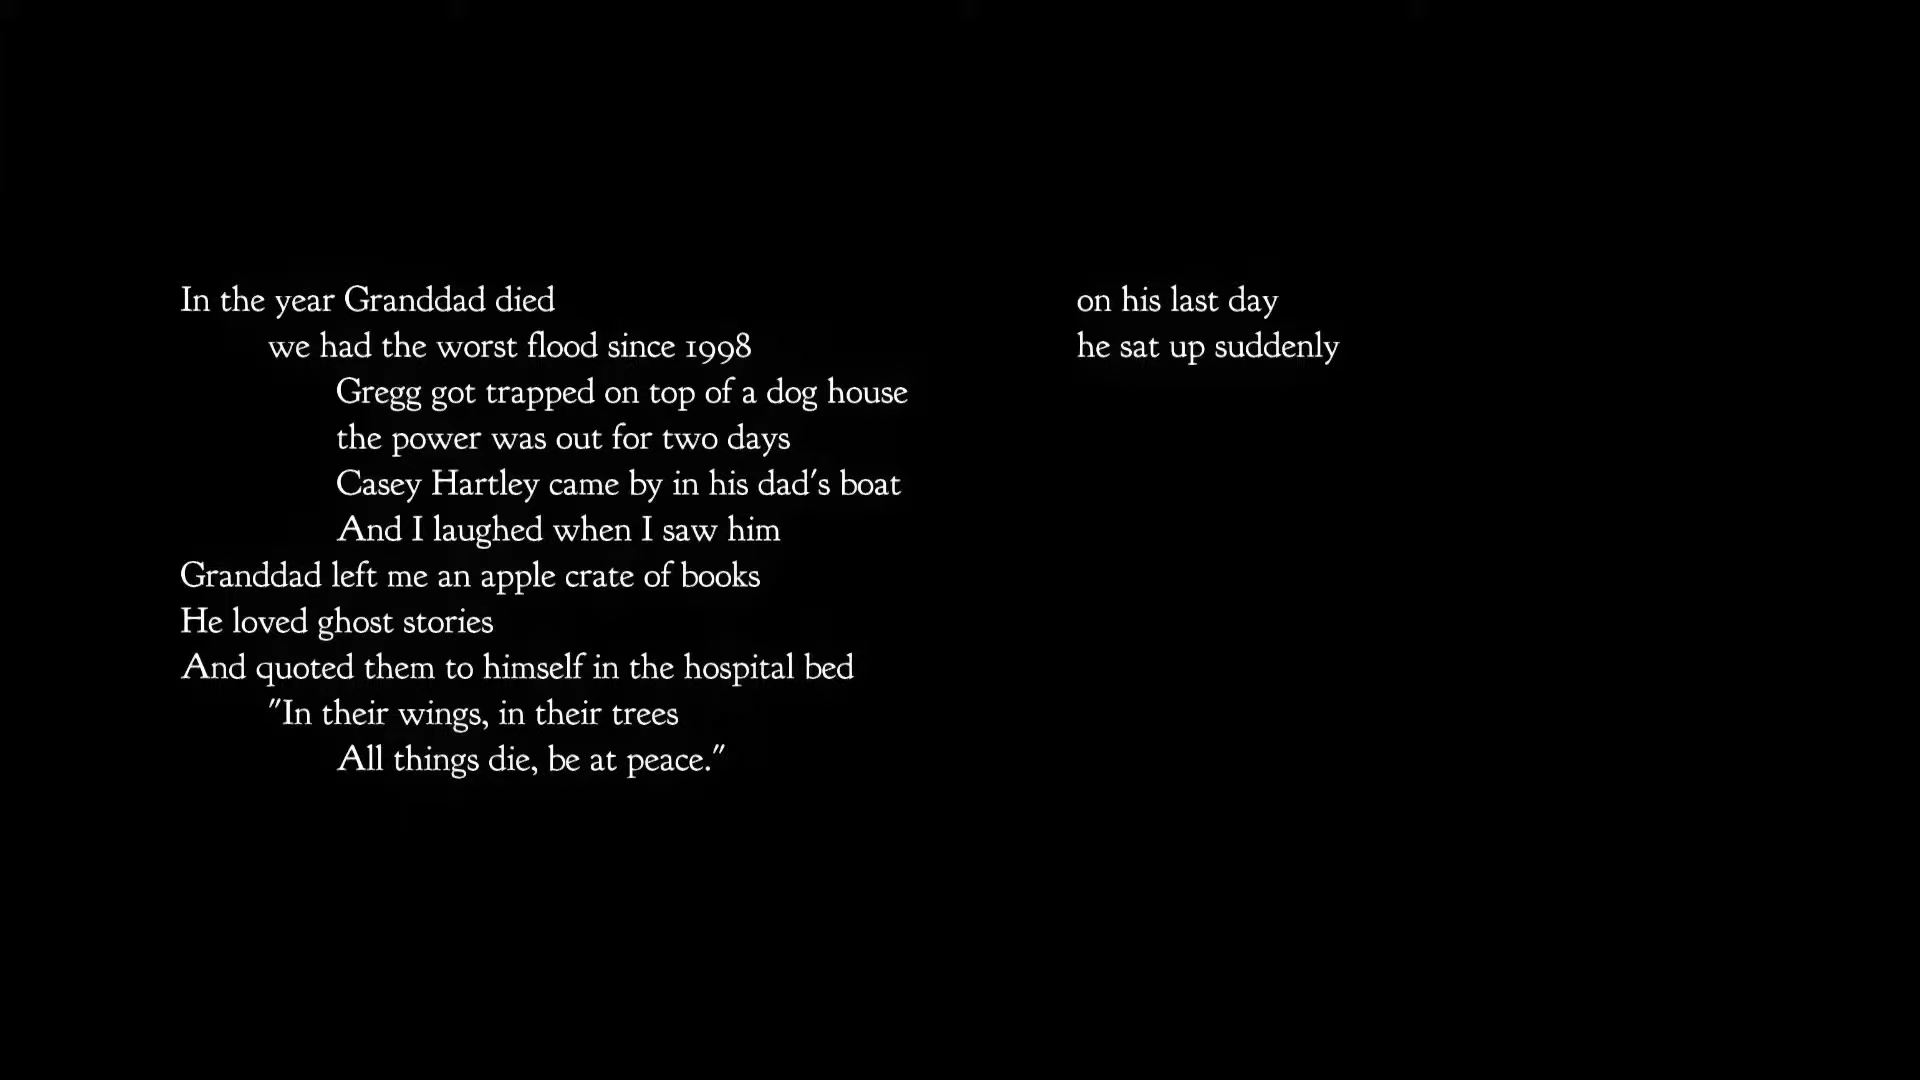 In the year Granddad died
we had the worst flood since 1998
Gregg got trapped on top of a dog house
the power was out for two days
Casey Hartley came by in his dad's boat
And I laughed when I saw him
Granddad left me an apple crate of books
He loved ghost stories
And quoted them to himself in the hospital bed
"In their wings, in their trees
All things die, be at peace."
on his last day
he sat up suddenly